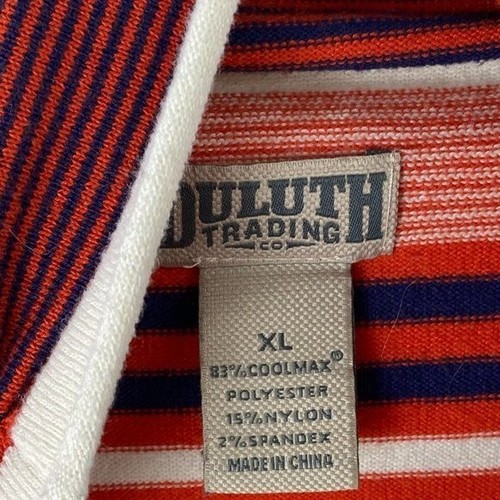 DULUTH
TRADING
CO
XL
83%COOLMAX®
POLYESTER
15%NYLON
2%SPANDEX
MADE IN CHINA